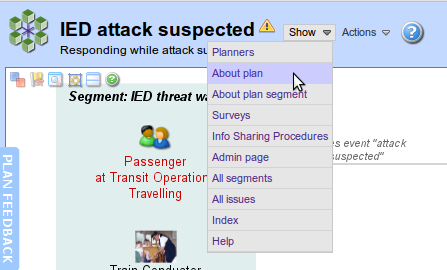 IED attack suspected
Show
Actions
Responding while attack su
Planners
About plan
About plan segment
Surveys
Info Sharing Procedures
Admin page
All segments
All issues
Index
Help
Segment: IED threat wa
Passenger
at Transit Operation
Travelling
es event "attack
suspected"
Train Conductor
PLAN FEEDBACK